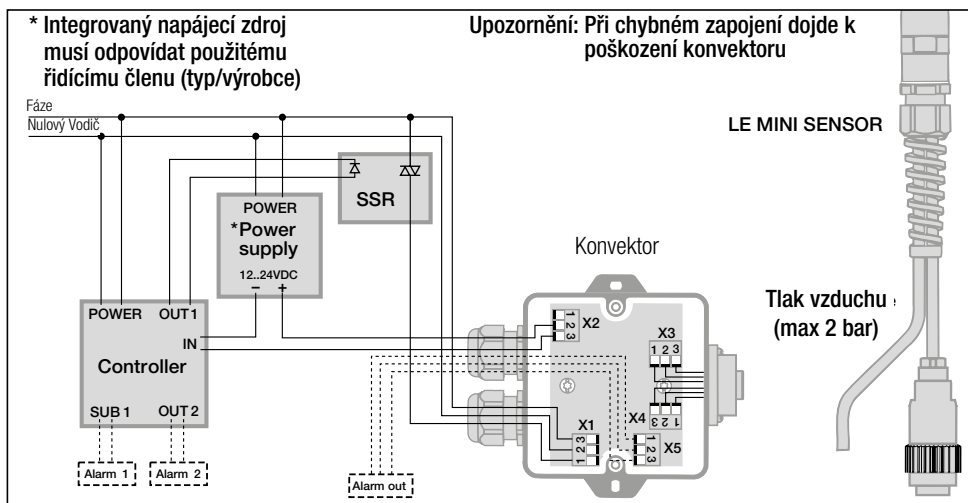 * Integrovaný napájecí zdroj
musí odpovídat použitému
řídícímu členu (typ/výrobce)
Upozornění: Při chybném zapojení dojde k
poškození konvektoru
Fáze
Nulový Vodič
LE MINI SENSOR
SSR
POWER
*Power
supply
12..24VDC
− +
Konvektor
Tlak vzduchu
(max 2 bar)
POWER OUT1
IN
Controller
SUB 1 OUT 2
Alarm 1 Alarm 2
Alarm out
1 2 3 X2
X3
1 2 3
X4
3 2 1
X1
3 2 1
1 2 3 X5